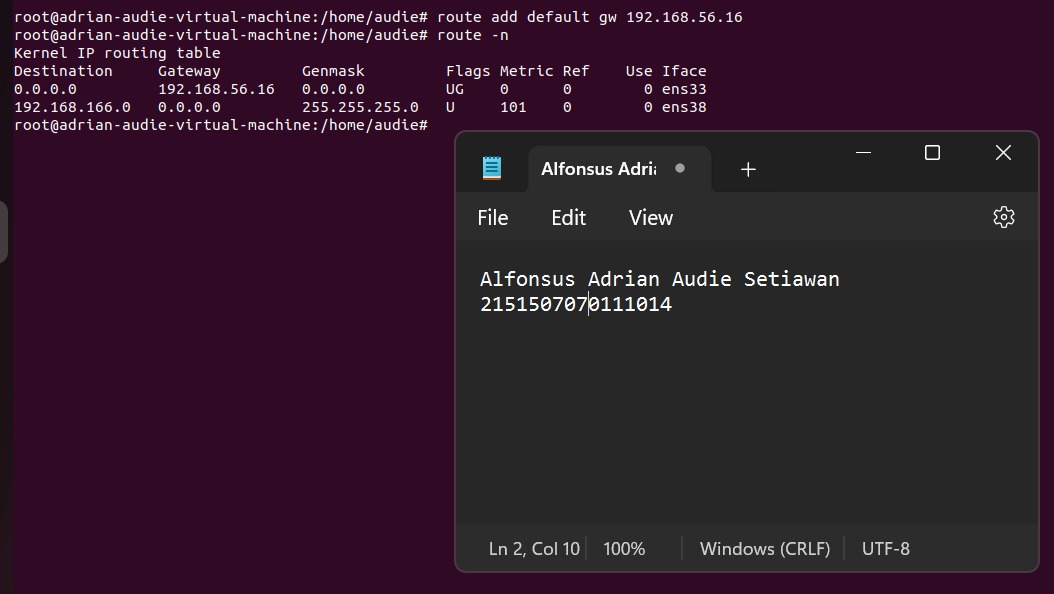 root@adrian-audie-virtual-machine:/home/audie# route add default gw 192.168.56.16
root@adrian-audie-virtual-machine:/home/audie# route -n
Kernel IP routing table
Destination     Gateway         Genmask         Flags Metric Ref    Use Iface
0.0.0.0         192.168.56.16   0.0.0.0         UG    0      0        0 ens33
192.168.166.0   0.0.0.0         255.255.255.0   U     101    0        0 ens38
root@adrian-audie-virtual-machine:/home/audie#
Alfonsus Adri
File Edit View
Alfonsus Adrian Audie Setiawan
2151507070111014
Ln 2, Col 10 100% Windows (CRLF) UTF-8